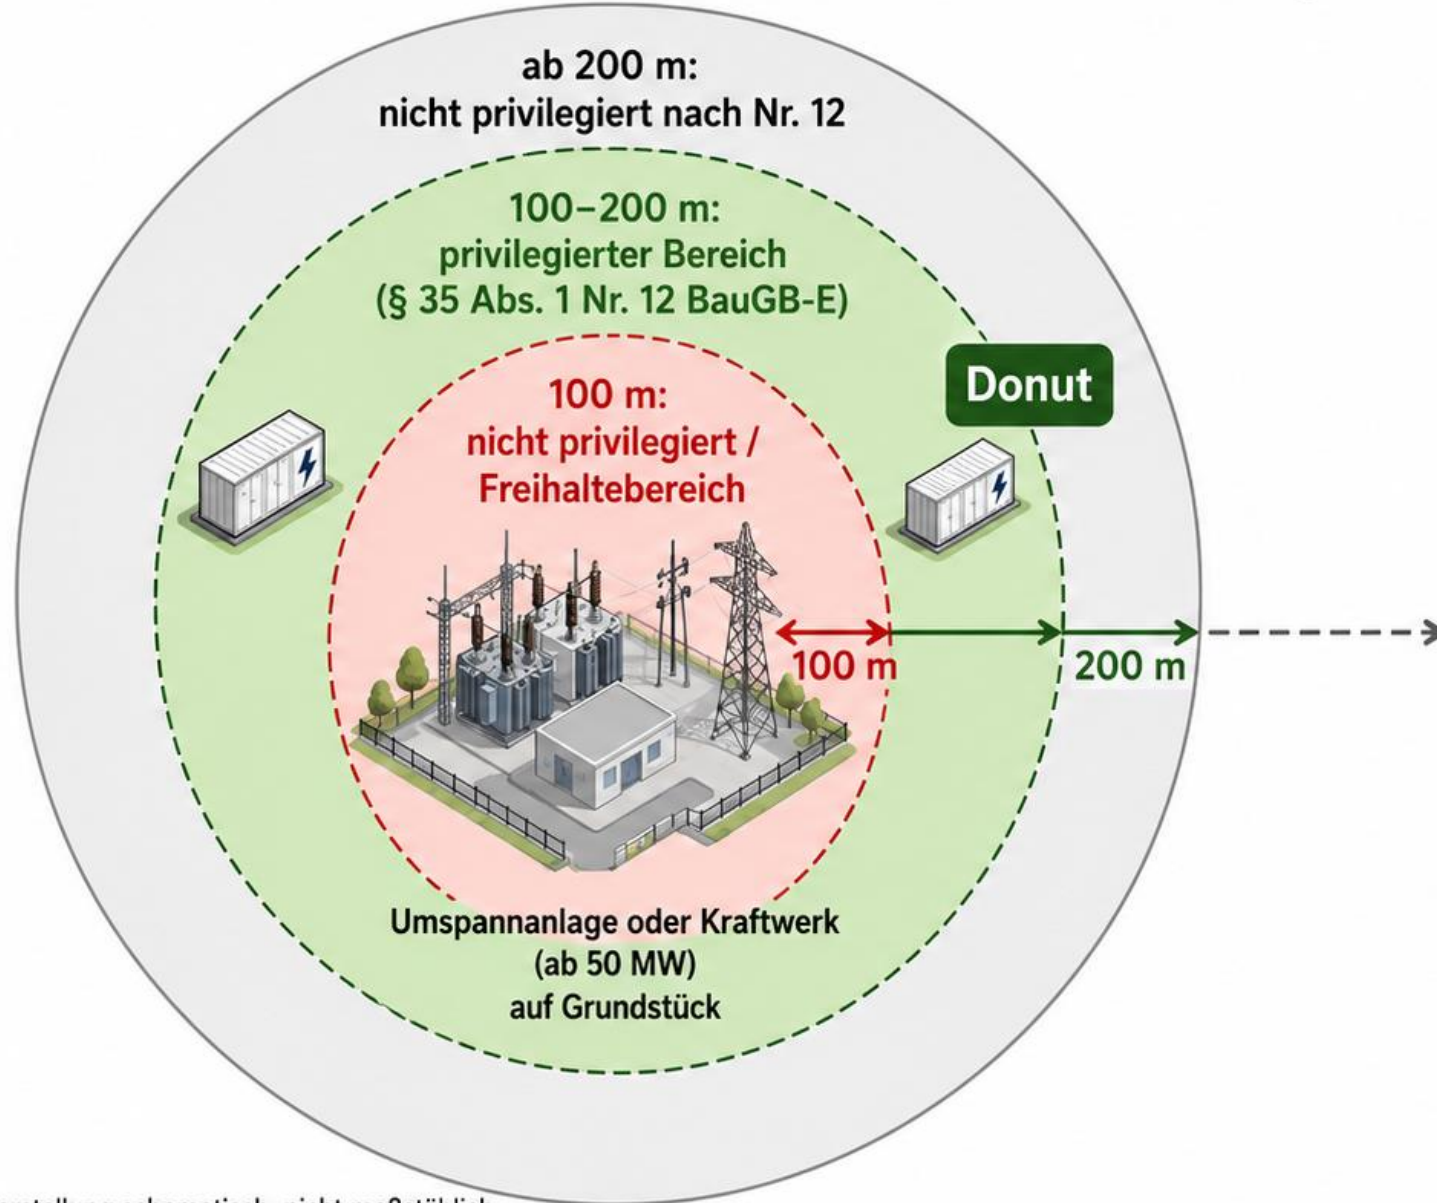 ab 200 m:
nicht privilegiert nach Nr. 12
100–200 m:
privilegierter Bereich
(§ 35 Abs. 1 Nr. 12 BauGB-E)
Donut
100 m:
nicht privilegiert /
Freihaltebereich
100 m
200 m
Umspannanlage oder Kraftwerk
(ab 50 MW)
auf Grundstück